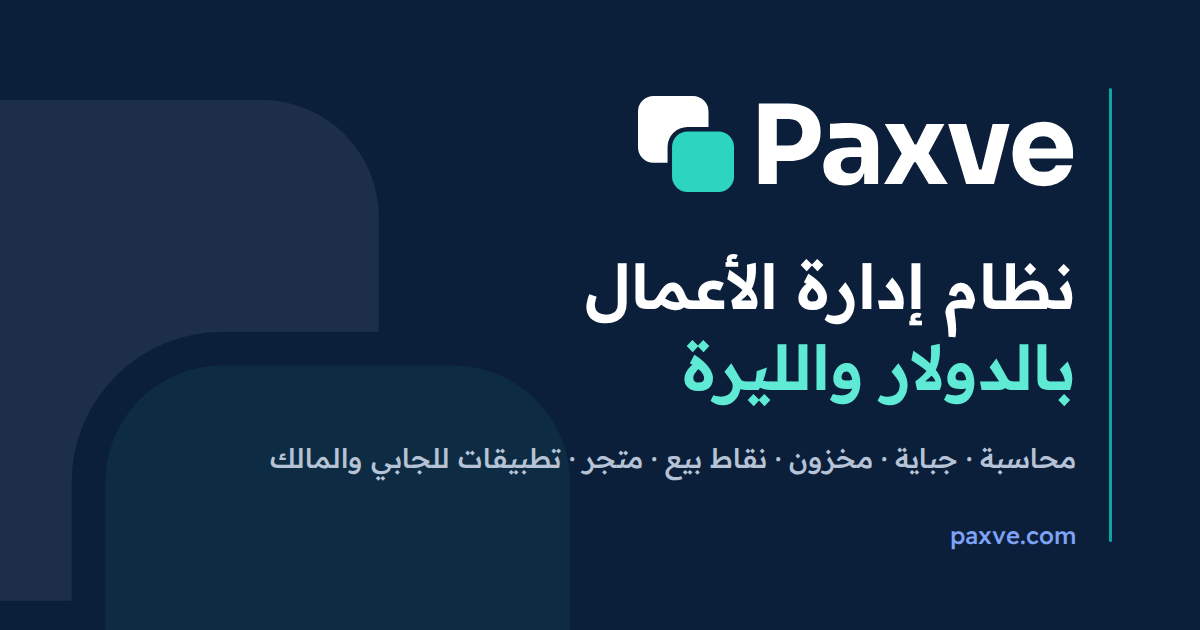 Paxve
نظام إدارة الأعمال
بالدولار والليرة
محاسبة · جباية · مخزون · نقاط بيع · متجر · تطبيقات للجابي والمالك
paxve.com